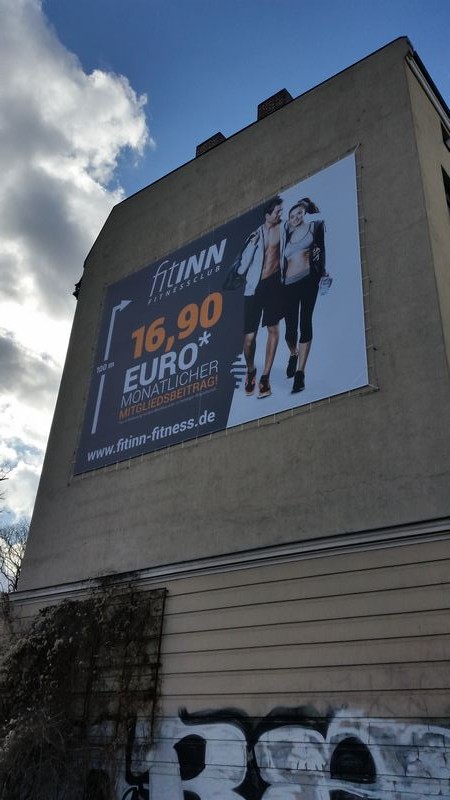 fitINN
FITNESSCLUB
100 m
16,90
EURO*
MONATLICHER
MITGLIEDSBEITRAG!
www.fitinn-fitness.de